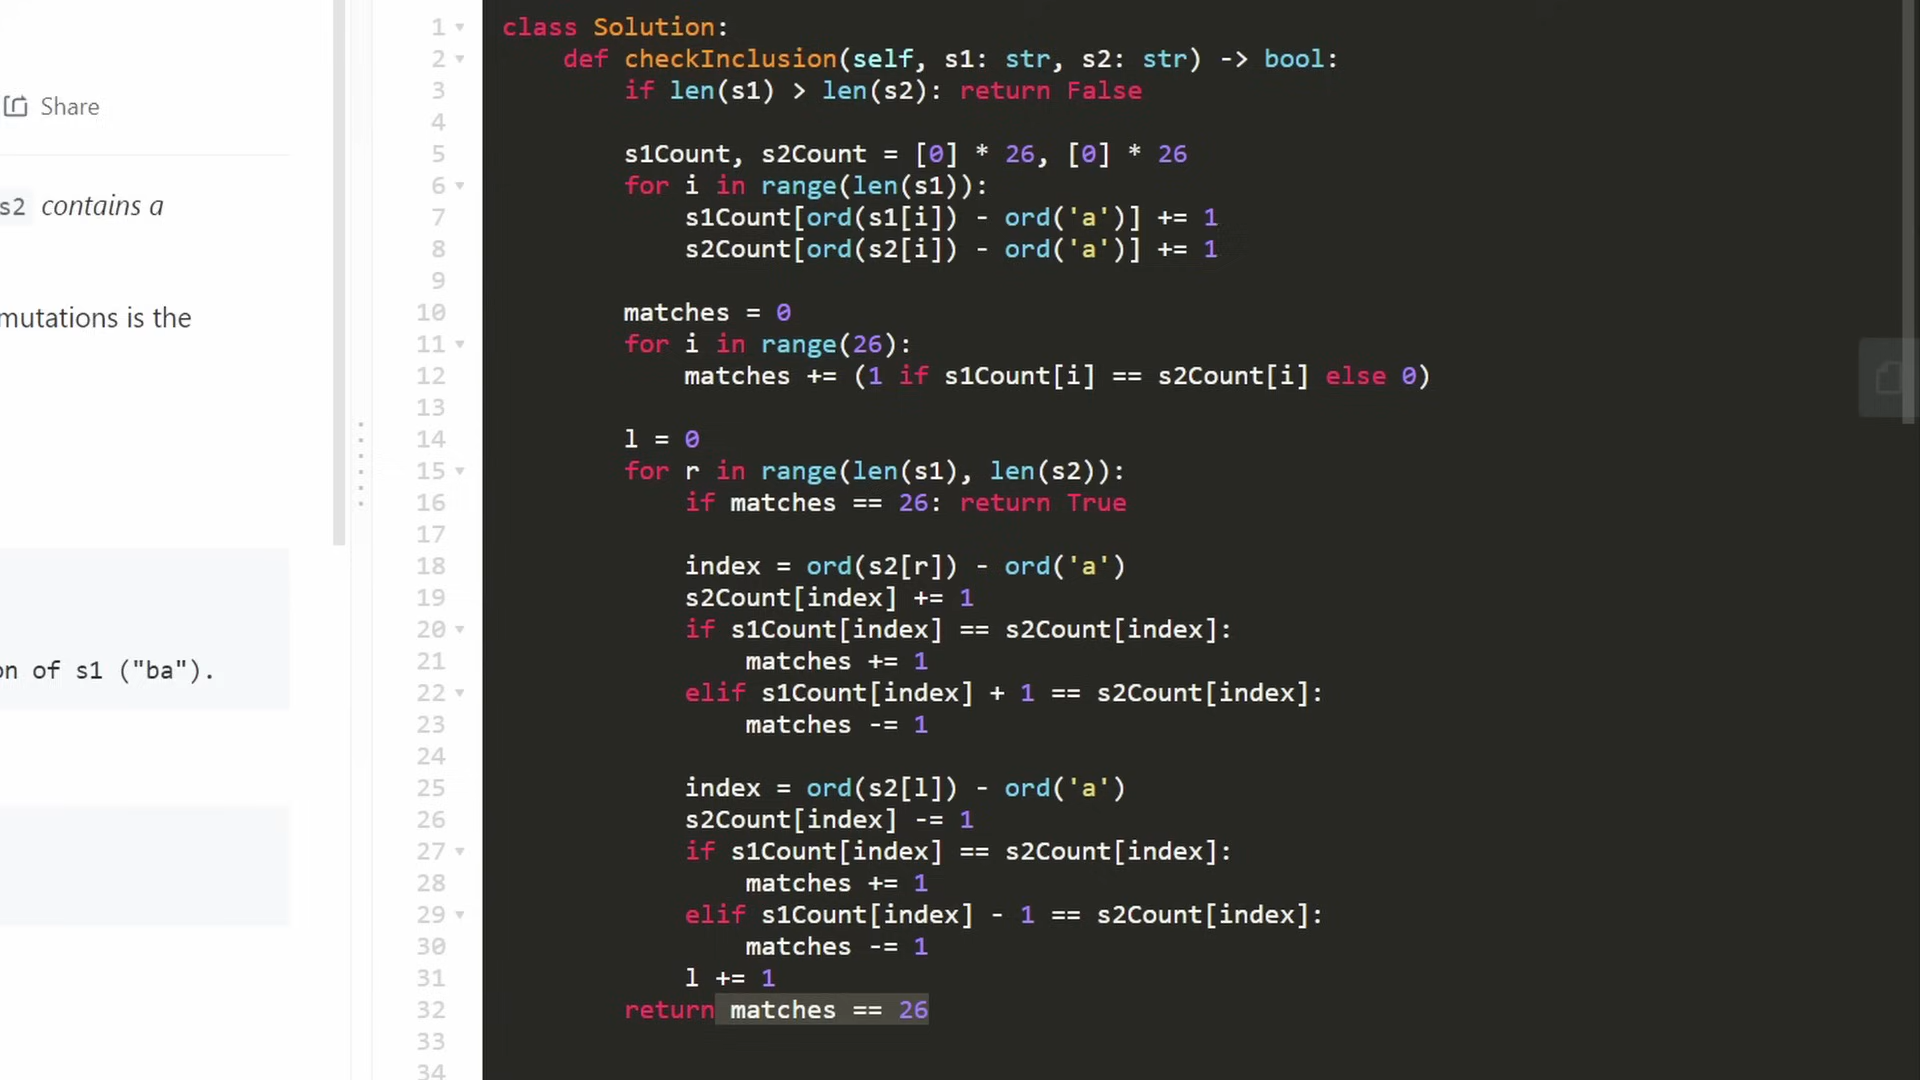 Share
s2 contains a
mutations is the
on of s1 ("ba").
1 class Solution:
2 def checkInclusion(self, s1: str, s2: str) -> bool:
3 if len(s1) > len(s2): return False
4
5 s1Count, s2Count = [0] * 26, [0] * 26
6 for i in range(len(s1)):
7 s1Count[ord(s1[i]) - ord('a')] += 1
8 s2Count[ord(s2[i]) - ord('a')] += 1
9
10 matches = 0
11 for i in range(26):
12 matches += (1 if s1Count[i] == s2Count[i] else 0)
13
14 l = 0
15 for r in range(len(s1), len(s2)):
16 if matches == 26: return True
17
18 index = ord(s2[r]) - ord('a')
19 s2Count[index] += 1
20 if s1Count[index] == s2Count[index]:
21 matches += 1
22 elif s1Count[index] + 1 == s2Count[index]:
23 matches -= 1
24
25 index = ord(s2[l]) - ord('a')
26 s2Count[index] -= 1
27 if s1Count[index] == s2Count[index]:
28 matches += 1
29 elif s1Count[index] - 1 == s2Count[index]:
30 matches -= 1
31 l += 1
32 return matches == 26
33
34